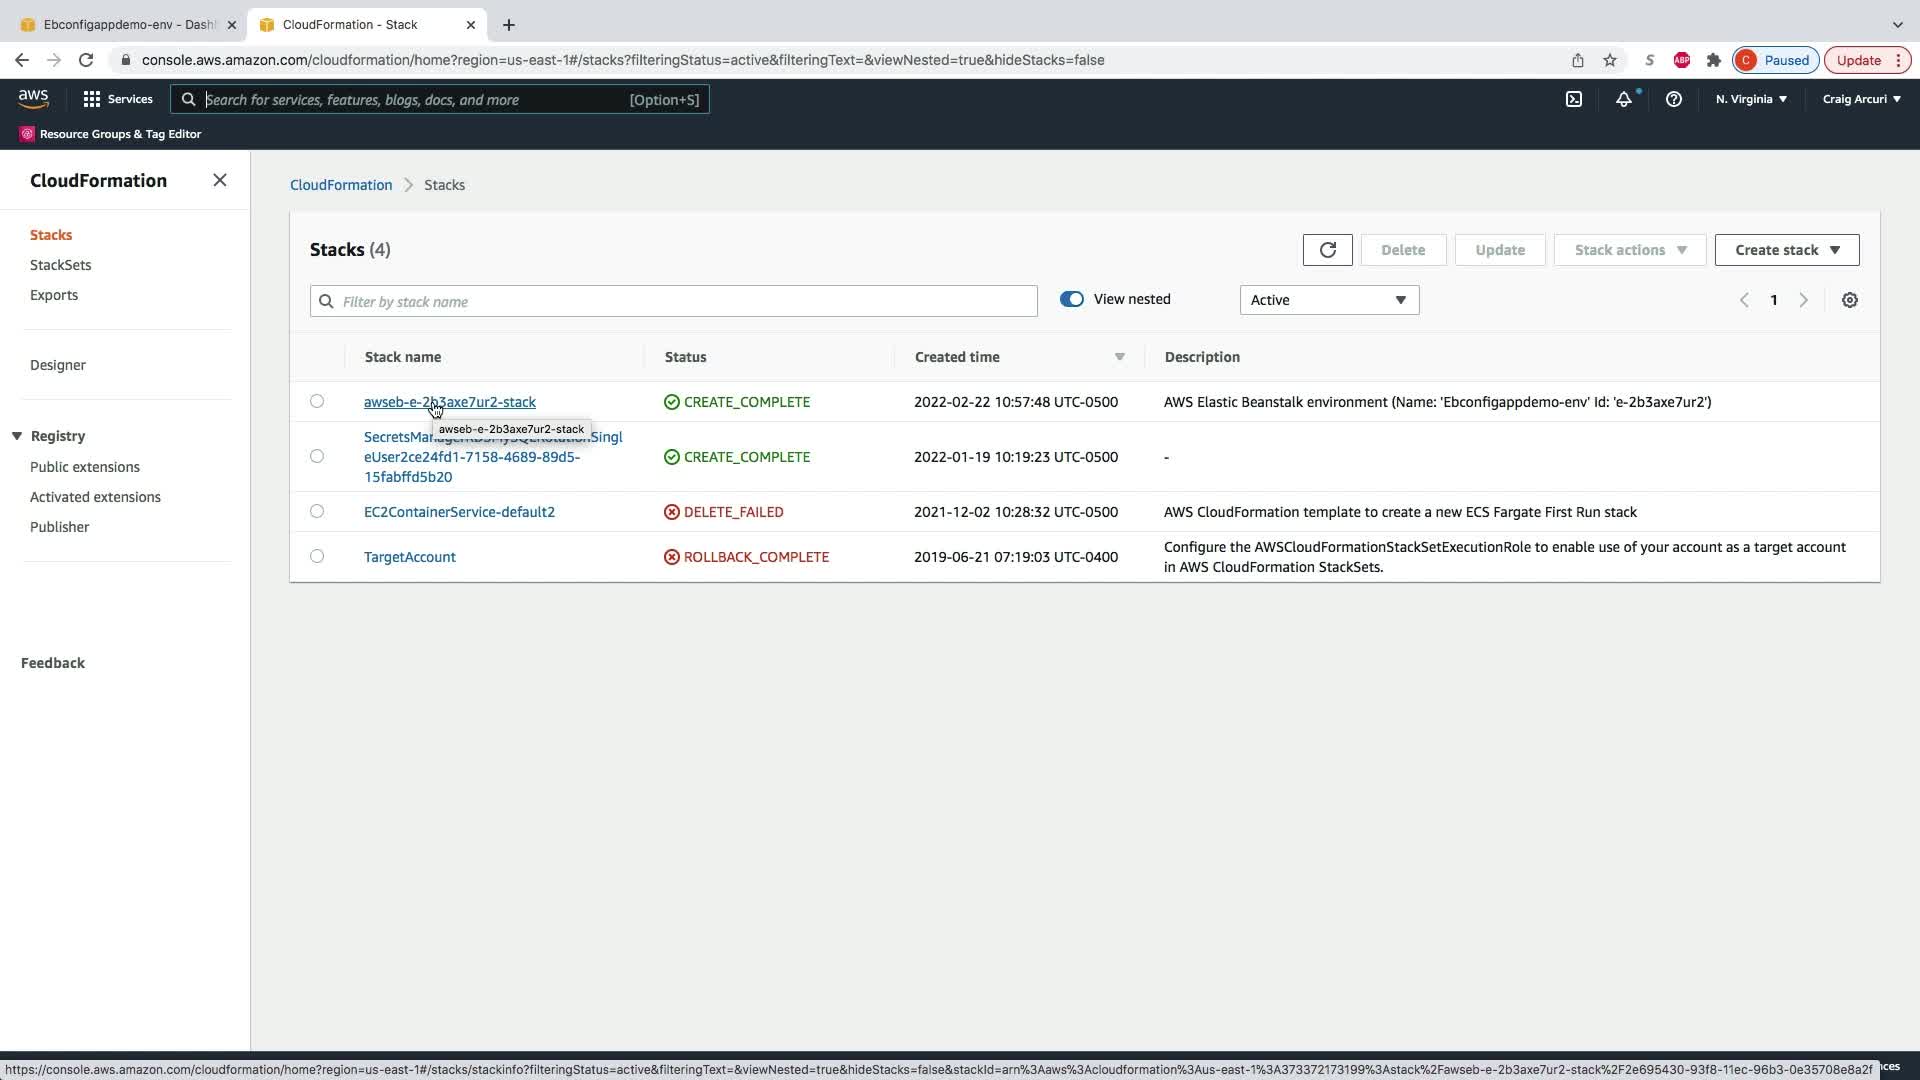 Ebconfigappdemo-env - Dash
CloudFormation - Stack
console.aws.amazon.com/cloudformation/home?region=us-east-1#/stacks?filteringStatus=active&filteringText=&viewNested=true&hideStacks=false
S
ABP
C
Paused
Update
aws
Services
Search for services, features, blogs, docs, and more
[Option+S]
N. Virginia
Craig Arcuri
Resource Groups & Tag Editor
CloudFormation
Stacks
StackSets
Exports
Designer
Registry
Public extensions
Activated extensions
Publisher
Feedback
CloudFormation
Stacks
Stacks (4)
Delete
Update
Stack actions
Create stack
Filter by stack name
View nested
Active
1
Stack name
Status
Created time
Description
awseb-e-2b3axe7ur2-stack
CREATE_COMPLETE
2022-02-22 10:57:48 UTC-0500
AWS Elastic Beanstalk environment (Name: 'Ebconfigappdemo-env' Id: 'e-2b3axe7ur2')
awseb-e-2b3axe7ur2-stack
SecretsManagerRDSMySQLRotationSingl
eUser2ce24fd1-7158-4689-89d5-
15fabffd5b20
CREATE_COMPLETE
2022-01-19 10:19:23 UTC-0500
-
EC2ContainerService-default2
DELETE_FAILED
2021-12-02 10:28:32 UTC-0500
AWS CloudFormation template to create a new ECS Fargate First Run stack
TargetAccount
ROLLBACK_COMPLETE
2019-06-21 07:19:03 UTC-0400
Configure the AWSCloudFormationStackSetExecutionRole to enable use of your account as a target account
in AWS CloudFormation StackSets.
https://console.aws.amazon.com/cloudformation/home?region=us-east-1#/stacks/stackinfo?filteringStatus=active&filteringText=&viewNested=true&hideStacks=false&stackId=arn%3Aaws%3Acloudformation%3Aus-east-1%3A373372173199%3Astack%2Fawseb-e-2b3axe7ur2-stack%2F2e695430-93f8-11ec-96b3-0e35708e8a2f